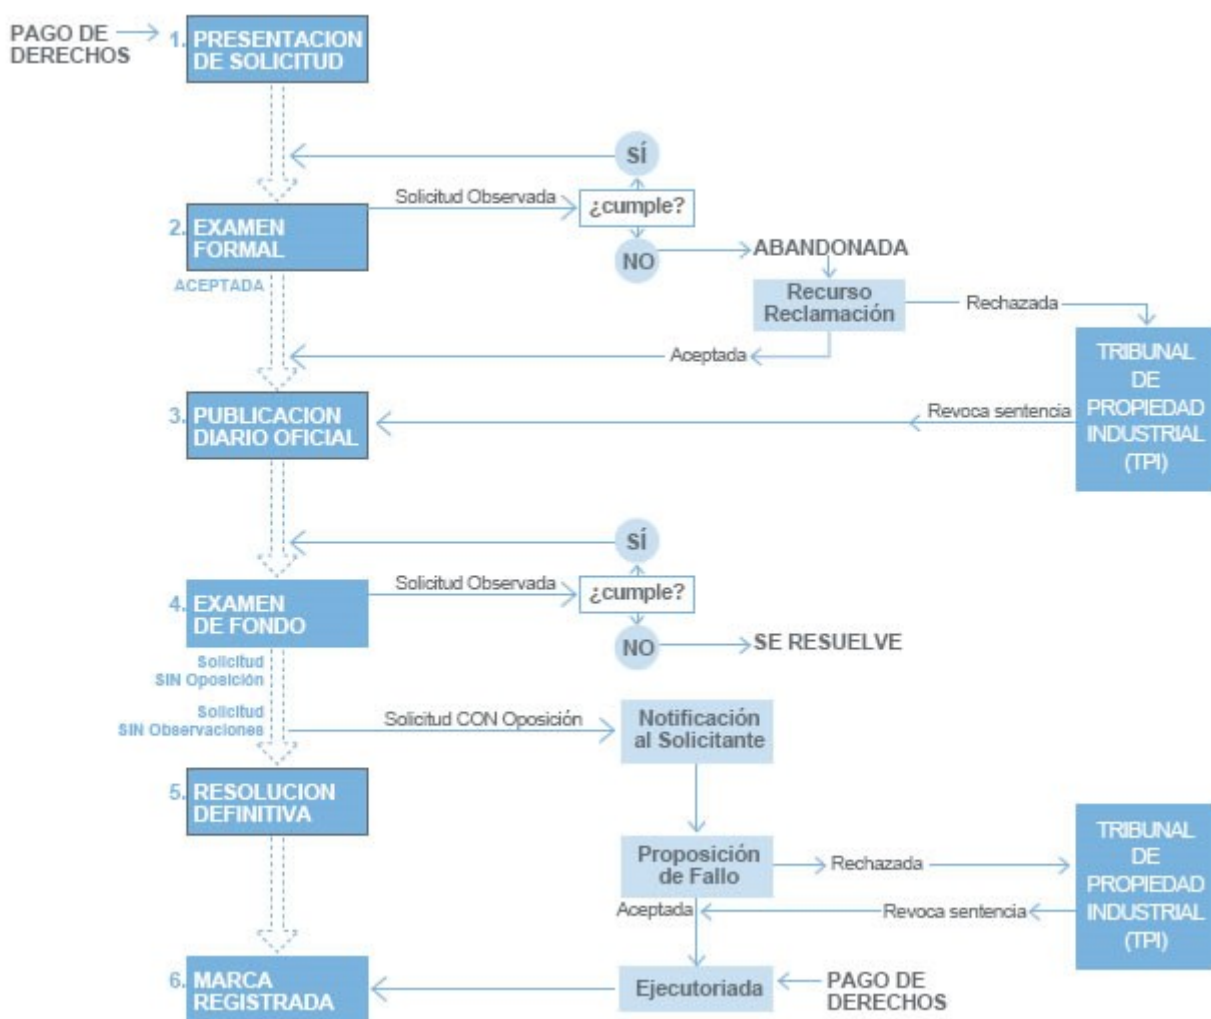 PAGO DE
DERECHOS
1. PRESENTACION
DE SOLICITUD
SÍ
Solicitud Observada
¿cumple?
2. EXAMEN
FORMAL
NO
ABANDONADA
ACEPTADA
Recurso
Reclamación
Rechazada
Aceptada
TRIBUNAL
DE
PROPIEDAD
INDUSTRIAL
(TPI)
3. PUBLICACION
DIARIO OFICIAL
Revoca sentencia
SÍ
Solicitud Observada
¿cumple?
4. EXAMEN
DE FONDO
NO
SE RESUELVE
Solicitud
SIN Oposición
Solicitud
SIN Observaciones
Solicitud CON Oposición
Notificación
al Solicitante
5. RESOLUCION
DEFINITIVA
Proposición
de Fallo
Rechazada
TRIBUNAL
DE
PROPIEDAD
INDUSTRIAL
(TPI)
Aceptada
Revoca sentencia
6. MARCA
REGISTRADA
Ejecutoriada
PAGO DE
DERECHOS